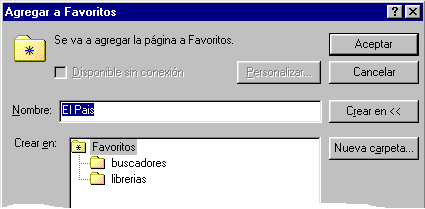 Agregar a Favoritos
Se va a agregar la página a Favoritos.
Aceptar
Disponible sin conexión
Personalizar...
Cancelar
Nombre:
El Pais
Crear en <<
Crear en:
Favoritos
Nueva carpeta...
buscadores
librerias